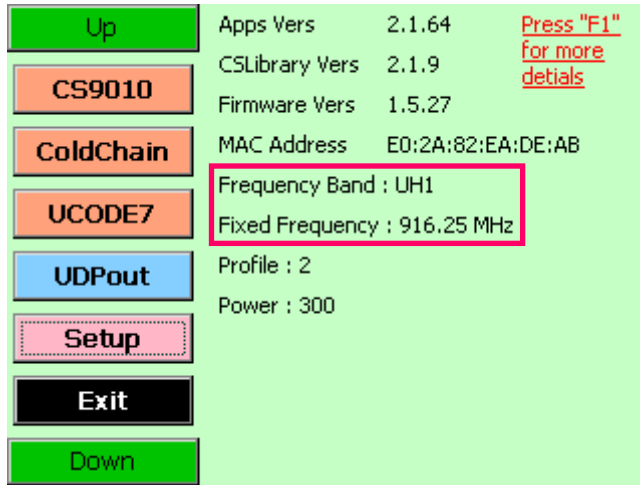 Up
CS9010
ColdChain
UCODE7
UDPout
Setup
Exit
Down
Apps Vers 2.1.64
CSLibrary Vers 2.1.9
Firmware Vers 1.5.27
MAC Address E0:2A:82:EA:DE:AB
Frequency Band : UH1
Fixed Frequency : 916.25 MHz
Profile : 2
Power : 300
Press "F1"
for more
detials